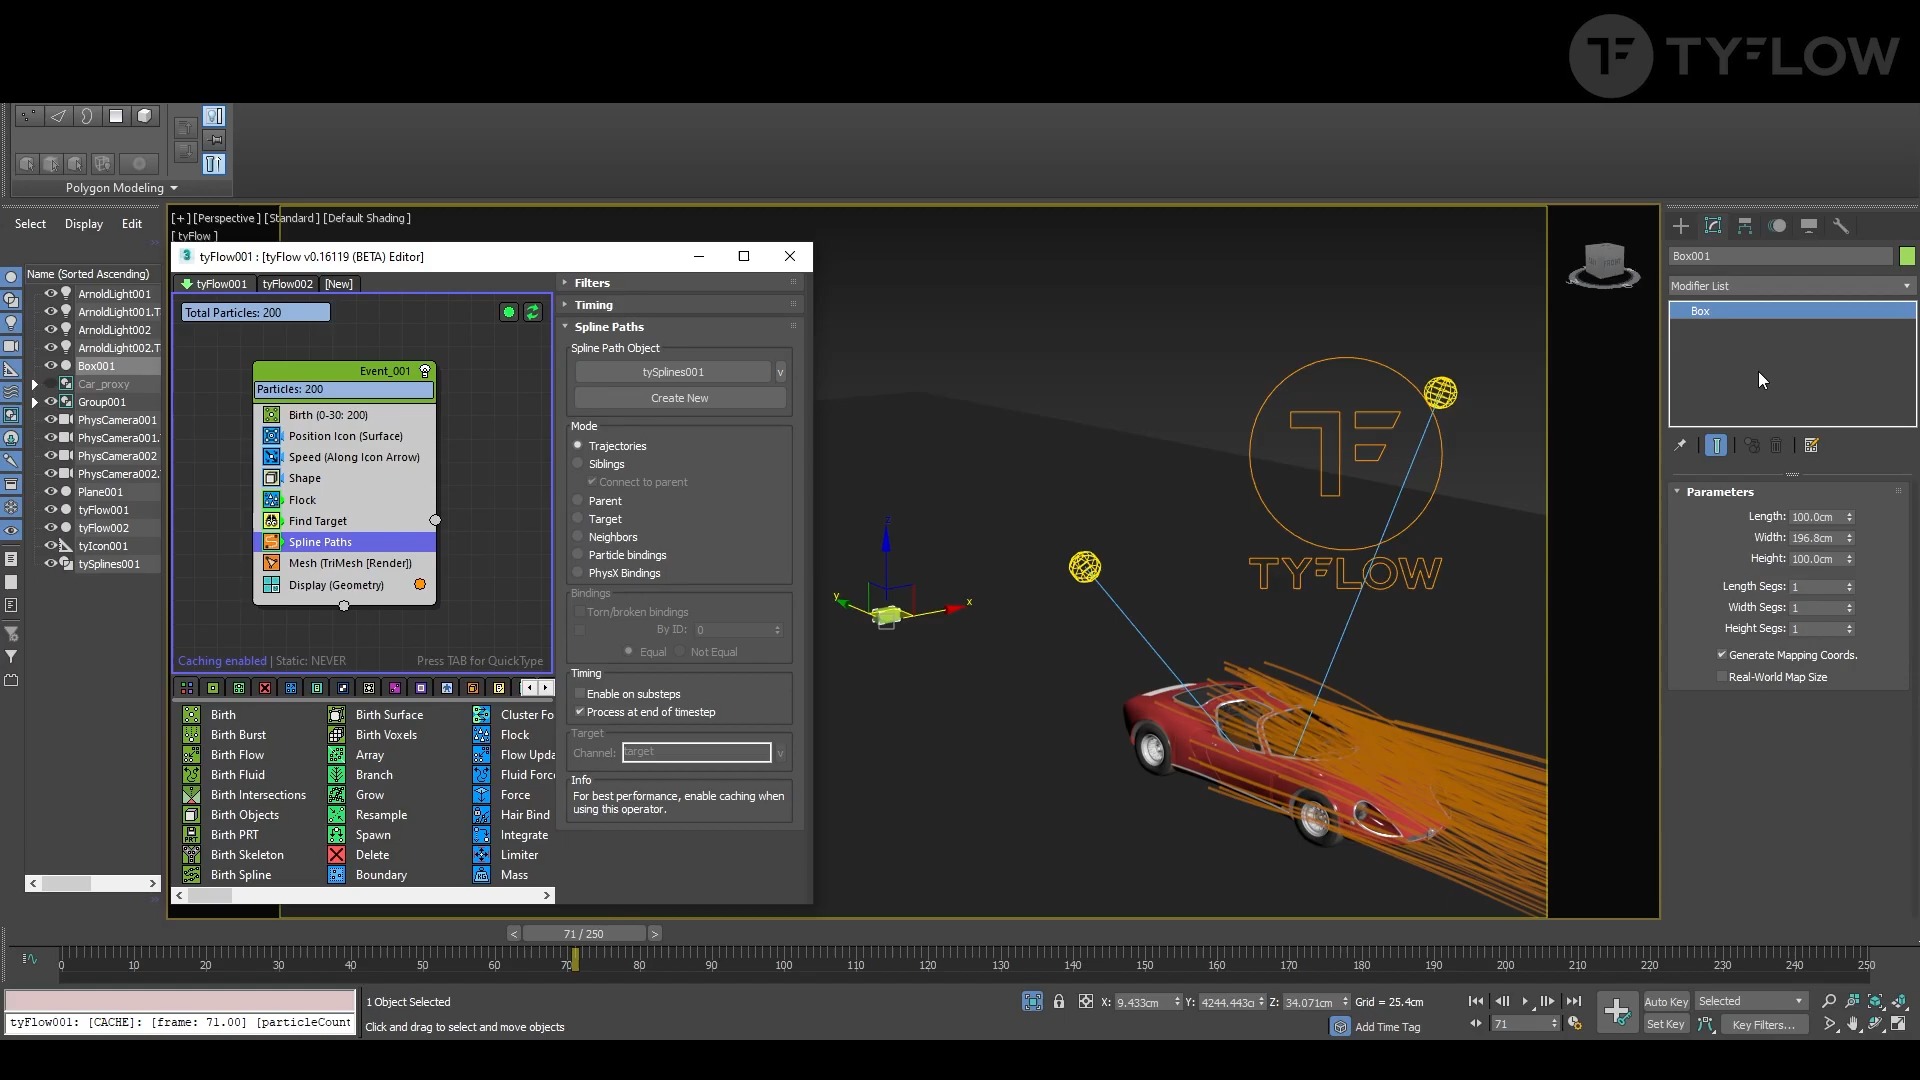 TYFLOW
Polygon Modeling
Select Display Edit
Name (Sorted Ascending)
ArnoldLight001
ArnoldLight001.T
ArnoldLight002
ArnoldLight002.T
Box001
Car_proxy
Group001
PhysCamera001
PhysCamera001.
PhysCamera002
PhysCamera002.
Plane001
tyFlow001
tyFlow002
tyIcon001
tySplines001
[+] [Perspective] [Standard] [Default Shading]
[ tyFlow ]
tyFlow001 : [tyFlow v0.16119 (BETA) Editor]
tyFlow001 tyFlow002 [New]
Total Particles: 200
Event_001
Particles: 200
Birth (0-30: 200)
Position Icon (Surface)
Speed (Along Icon Arrow)
Shape
Flock
Find Target
Spline Paths
Mesh (TriMesh [Render])
Display (Geometry)
Caching enabled | Static: NEVER Press TAB for QuickType
Birth Birth Surface Cluster Fo
Birth Burst Birth Voxels Flock
Birth Flow Array Flow Upda
Birth Fluid Branch Fluid Force
Birth Intersections Grow Force
Birth Objects Resample Hair Bind
Birth PRT Spawn Integrate
Birth Skeleton Delete Limiter
Birth Spline Boundary Mass
Filters
Timing
Spline Paths
Spline Path Object
tySplines001 v
Create New
Mode
Trajectories
Siblings
Connect to parent
Parent
Target
Neighbors
Particle bindings
PhysX Bindings
Bindings
Torn/broken bindings
By ID: 0
Equal Not Equal
Timing
Enable on substeps
Process at end of timestep
Target
Channel: target v
Info
For best performance, enable caching when
using this operator.
TYFLOW
z
y
x
Box001
Modifier List
Box
Parameters
Length: 100.0cm
Width: 196.8cm
Height: 100.0cm
Length Segs: 1
Width Segs: 1
Height Segs: 1
Generate Mapping Coords.
Real-World Map Size
< 71 / 250 >
0 10 20 30 40 50 60 70 80 90 100 110 120 130 140 150 160 170 180 190 200 210 220 230 240 250
tyFlow001: [CACHE]: [frame: 71.00] [particleCount
1 Object Selected
Click and drag to select and move objects
X: 9.433cm Y: 4244.443c Z: 34.071cm Grid = 25.4cm
Add Time Tag
71
Auto Key Selected
Set Key Key Filters...